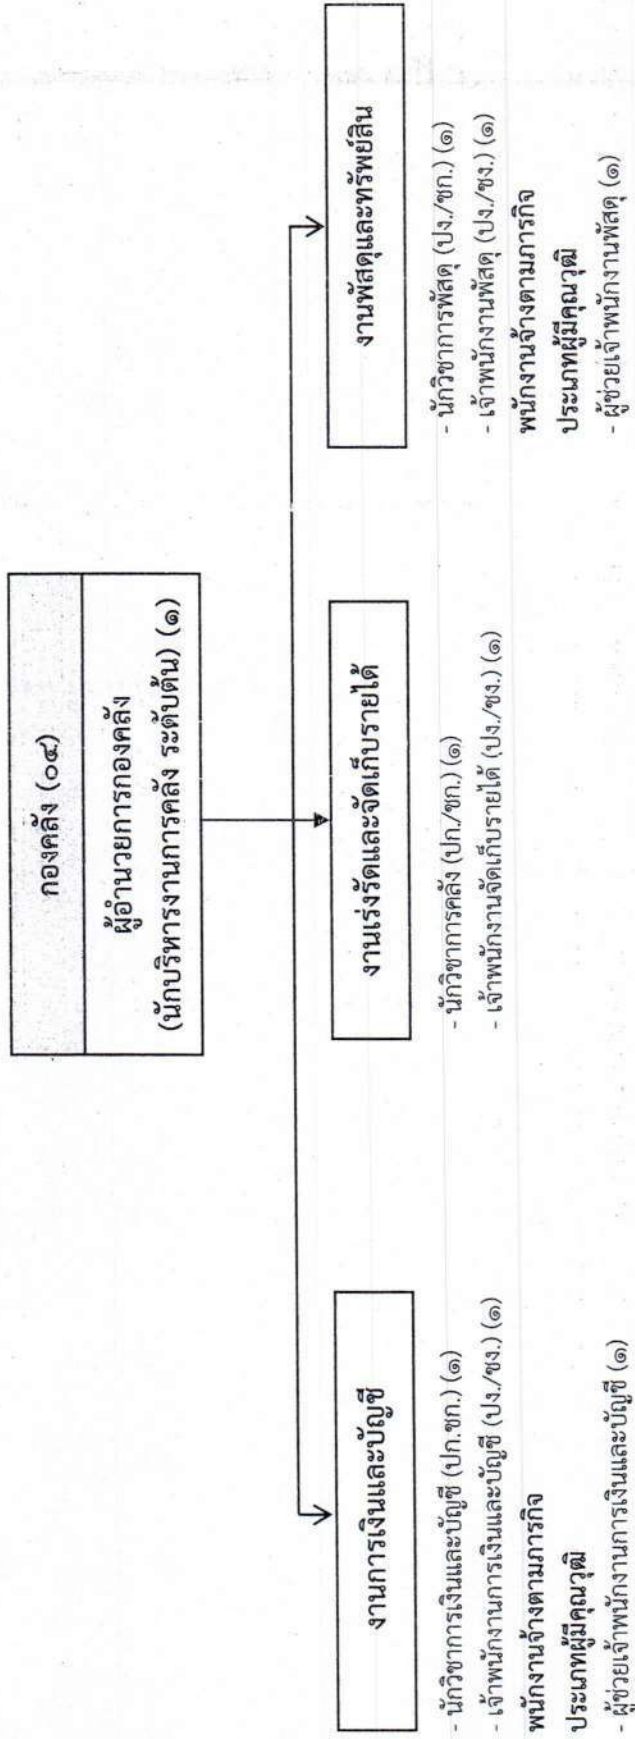 กองคลัง (๐๔)
ผู้อำนวยการกองคลัง
(นักบริหารงานการคลัง ระดับต้น) (๑)
งานการเงินและบัญชี
- นักวิชาการเงินและบัญชี (ปก.ชก.) (๑)
- เจ้าพนักงานการเงินและบัญชี (ปง./ชง.) (๑)
พนักงานจ้างตามภารกิจ
ประเภทผู้มีคุณวุฒิ
- ผู้ช่วยเจ้าพนักงานการเงินและบัญชี (๑)
งานเร่งรัดและจัดเก็บรายได้
- นักวิชาการคลัง (ปก./ชก.) (๑)
- เจ้าพนักงานจัดเก็บรายได้ (ปง./ชง.) (๑)
งานพัสดุและทรัพย์สิน
- นักวิชาการพัสดุ (ปง./ชก.) (๑)
- เจ้าพนักงานพัสดุ (ปง./ชง.) (๑)
พนักงานจ้างตามภารกิจ
ประเภทผู้มีคุณวุฒิ
- ผู้ช่วยเจ้าพนักงานพัสดุ (๑)